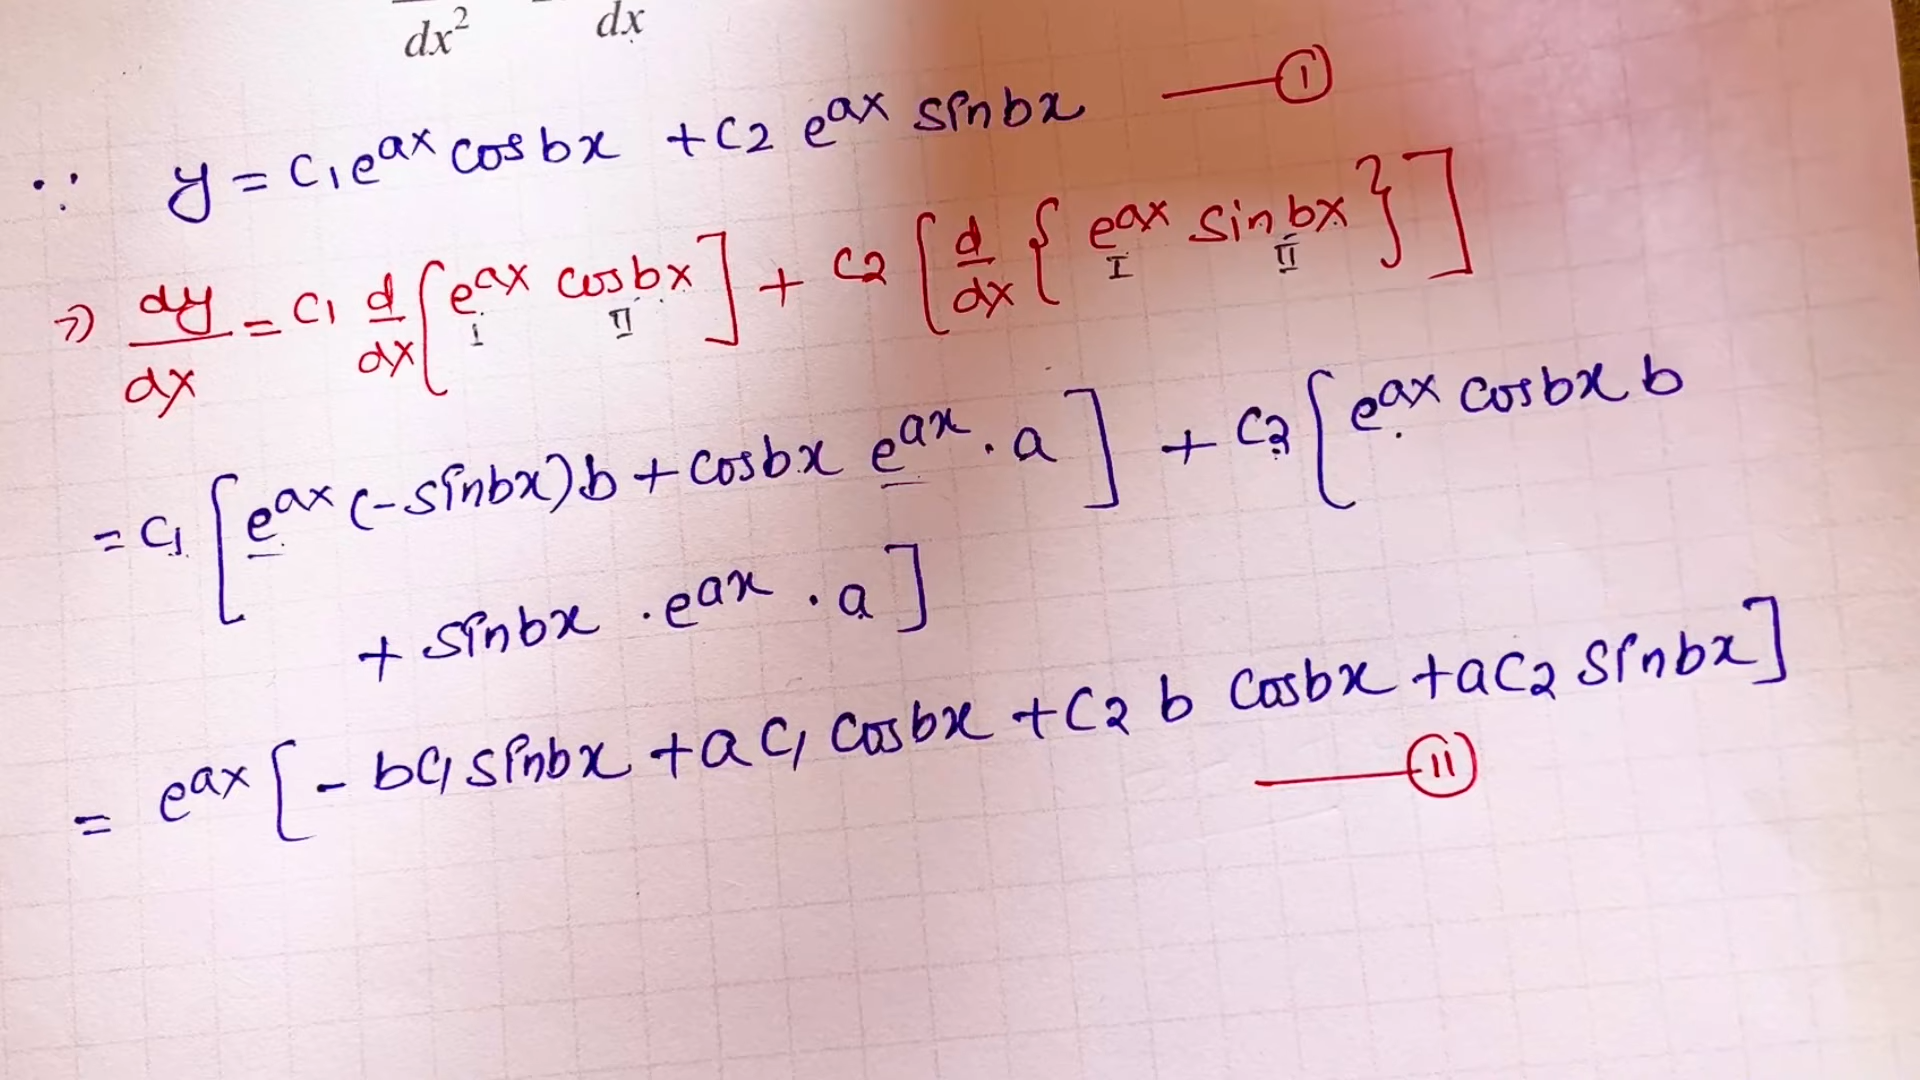 dx² dx
∵ y = c₁e^ax cos bx + c₂ e^ax sin bx —— ①
⇒ dy/dx = c₁ d/dx [e^ax cos bx] + c₂ [d/dx {e^ax sin bx}]
I II I II
= c₁ [e^ax (-sin bx) b + cos bx e^ax . a] + c₂ [e^ax cos bx b
+ sin bx . e^ax . a]
= e^ax [- bc₁ sin bx + a c₁ cos bx + c₂ b cos bx + ac₂ sin bx]
—— ⑪